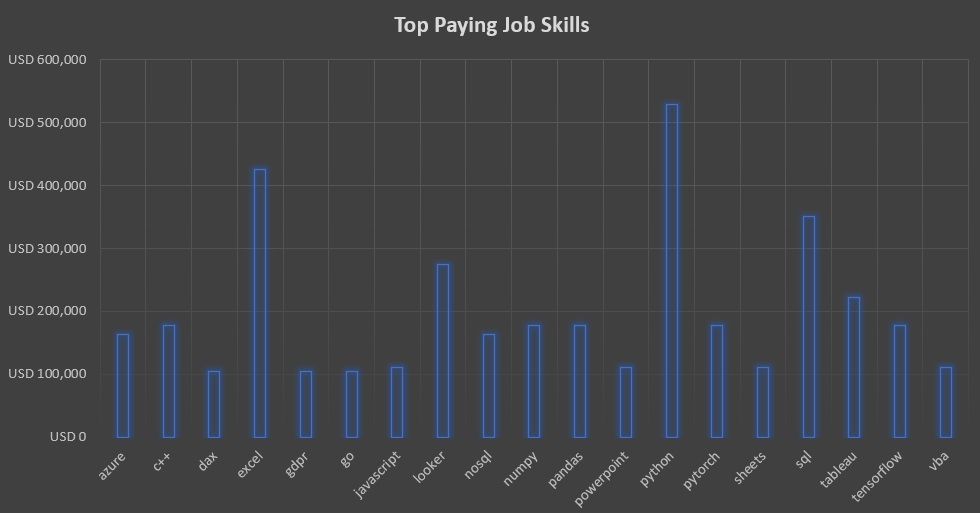 Top Paying Job Skills
USD 600,000
USD 500,000
USD 400,000
USD 300,000
USD 200,000
USD 100,000
USD 0
azure
c++
dax
excel
gdpr
go
javascript
looker
nosql
numpy
pandas
powerpoint
python
pytorch
sheets
sql
tableau
tensorflow
vba